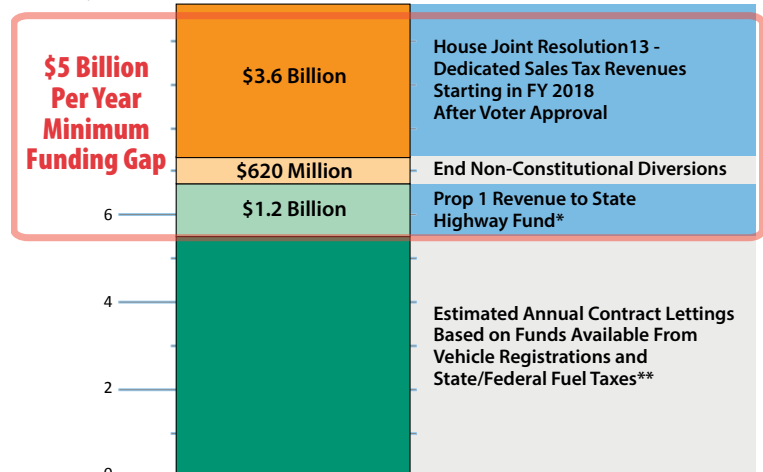 $5 Billion
Per Year
Minimum
Funding Gap
$3.6 Billion
House Joint Resolution13 -
Dedicated Sales Tax Revenues
Starting in FY 2018
After Voter Approval
$620 Million
End Non-Constitutional Diversions
$1.2 Billion
Prop 1 Revenue to State
Highway Fund*
6
4
2
0
Estimated Annual Contract Lettings
Based on Funds Available From
Vehicle Registrations and
State/Federal Fuel Taxes**